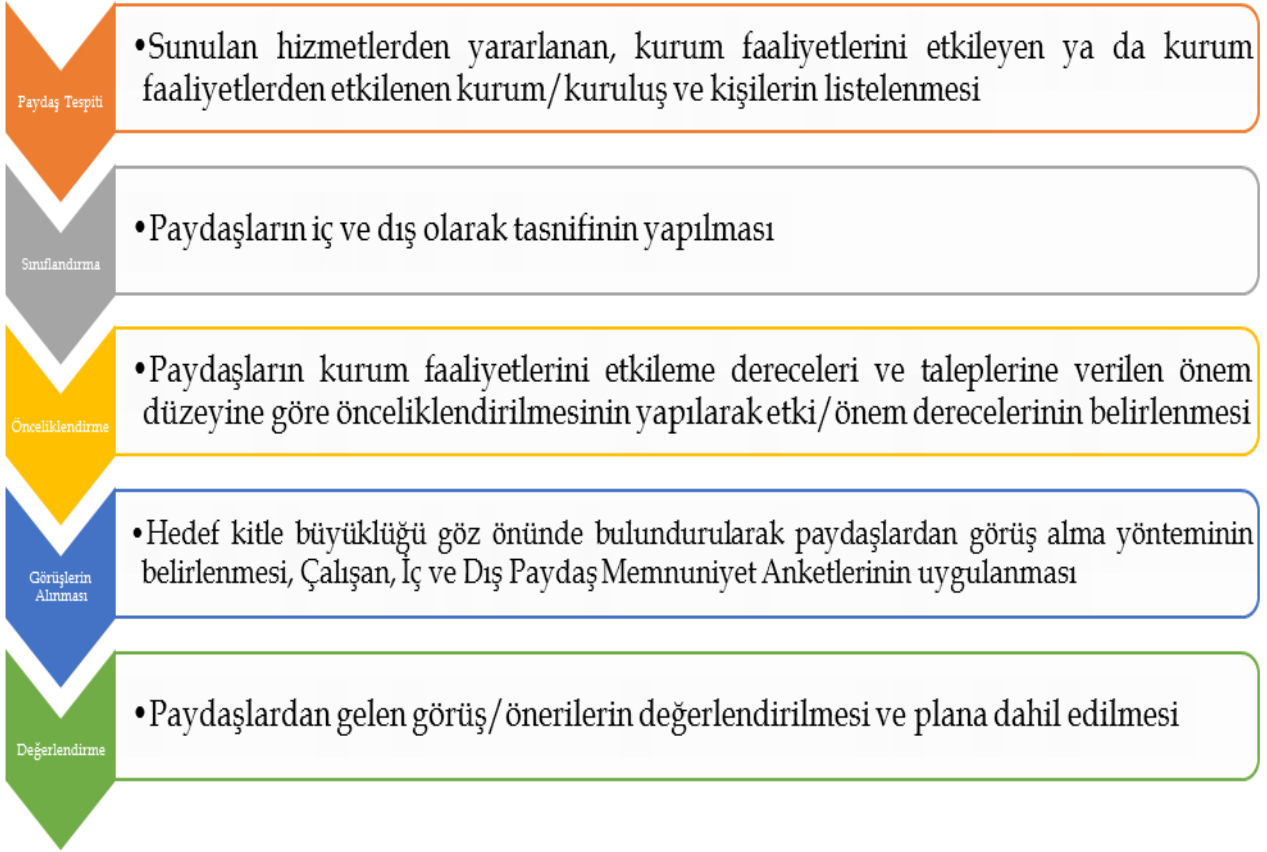 Paydaş Tespiti
•Sunulan hizmetlerden yararlanan, kurum faaliyetlerini etkileyen ya da kurum
faaliyetlerden etkilenen kurum/kuruluş ve kişilerin listelenmesi
Sınıflandırma
•Paydaşların iç ve dış olarak tasnifinin yapılması
Önceliklendirme
•Paydaşların kurum faaliyetlerini etkileme dereceleri ve taleplerine verilen önem
düzeyine göre önceliklendirilmesinin yapılarak etki/önem derecelerinin belirlenmesi
Görüşlerin
Alınması
•Hedef kitle büyüklüğü göz önünde bulundurularak paydaşlardan görüş alma yönteminin
belirlenmesi, Çalışan, İç ve Dış Paydaş Memnuniyet Anketlerinin uygulanması
Değerlendirme
•Paydaşlardan gelen görüş/önerilerin değerlendirilmesi ve plana dahil edilmesi